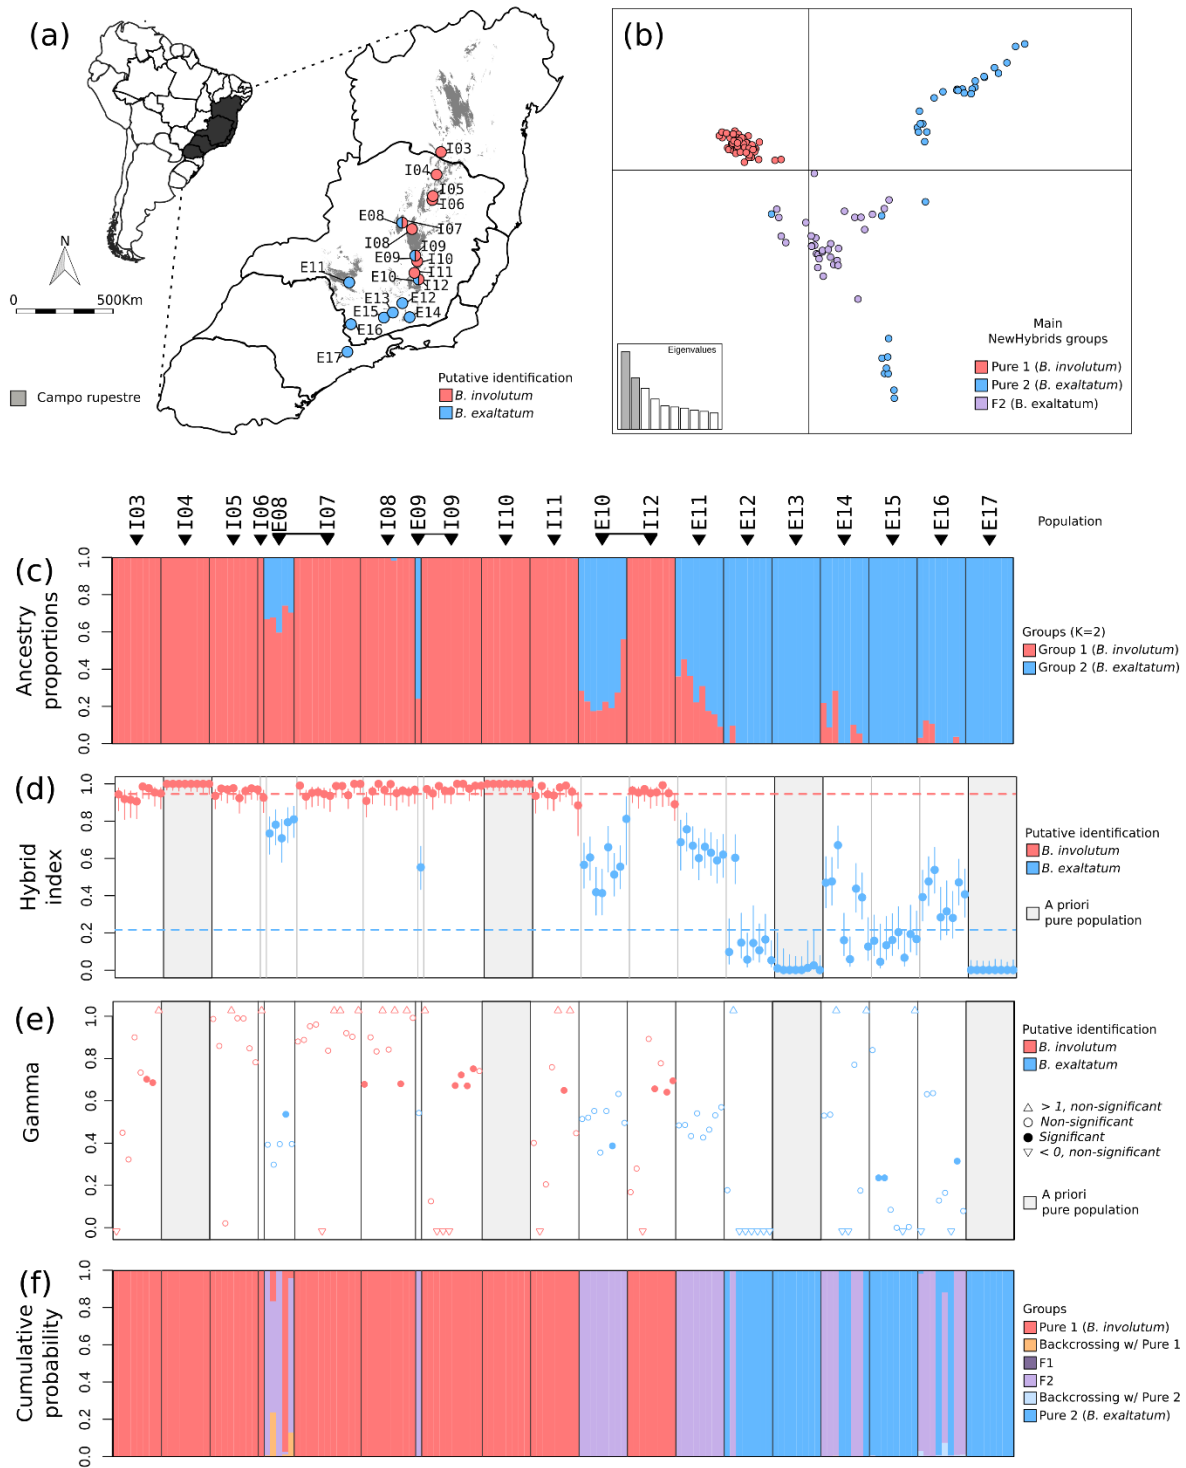 (a)
N
0 500Km
Campo rupestre
I03
I04
I05
I06
E08
I07
I08
I09
E09
I10
I11
E10
I12
E11
E13
E12
E15
E14
E16
E17
Putative identification
B. involutum
B. exaltatum
(b)
Eigenvalues
Main
NewHybrids groups
Pure 1 (B. involutum)
Pure 2 (B. exaltatum)
F2 (B. exaltatum)
I03 I04 I05 I06 E08 I07 I08 E09 I09 I10 I11 E10 I12 E11 E12 E13 E14 E15 E16 E17
Population
(c)
Ancestry
proportions
1.0
0.8
0.6
0.4
0.2
0.0
Groups (K=2)
Group 1 (B. involutum)
Group 2 (B. exaltatum)
(d)
Hybrid
index
1.0
0.8
0.6
0.4
0.2
0.0
Putative identification
B. involutum
B. exaltatum
A priori
pure population
(e)
Gamma
1.0
0.8
0.6
0.4
0.2
0.0
Putative identification
B. involutum
B. exaltatum
> 1, non-significant
Non-significant
Significant
< 0, non-significant
A priori
pure population
(f)
Cumulative
probability
1.0
0.8
0.6
0.4
0.2
0.0
Groups
Pure 1 (B. involutum)
Backcrossing w/ Pure 1
F1
F2
Backcrossing w/ Pure 2
Pure 2 (B. exaltatum)